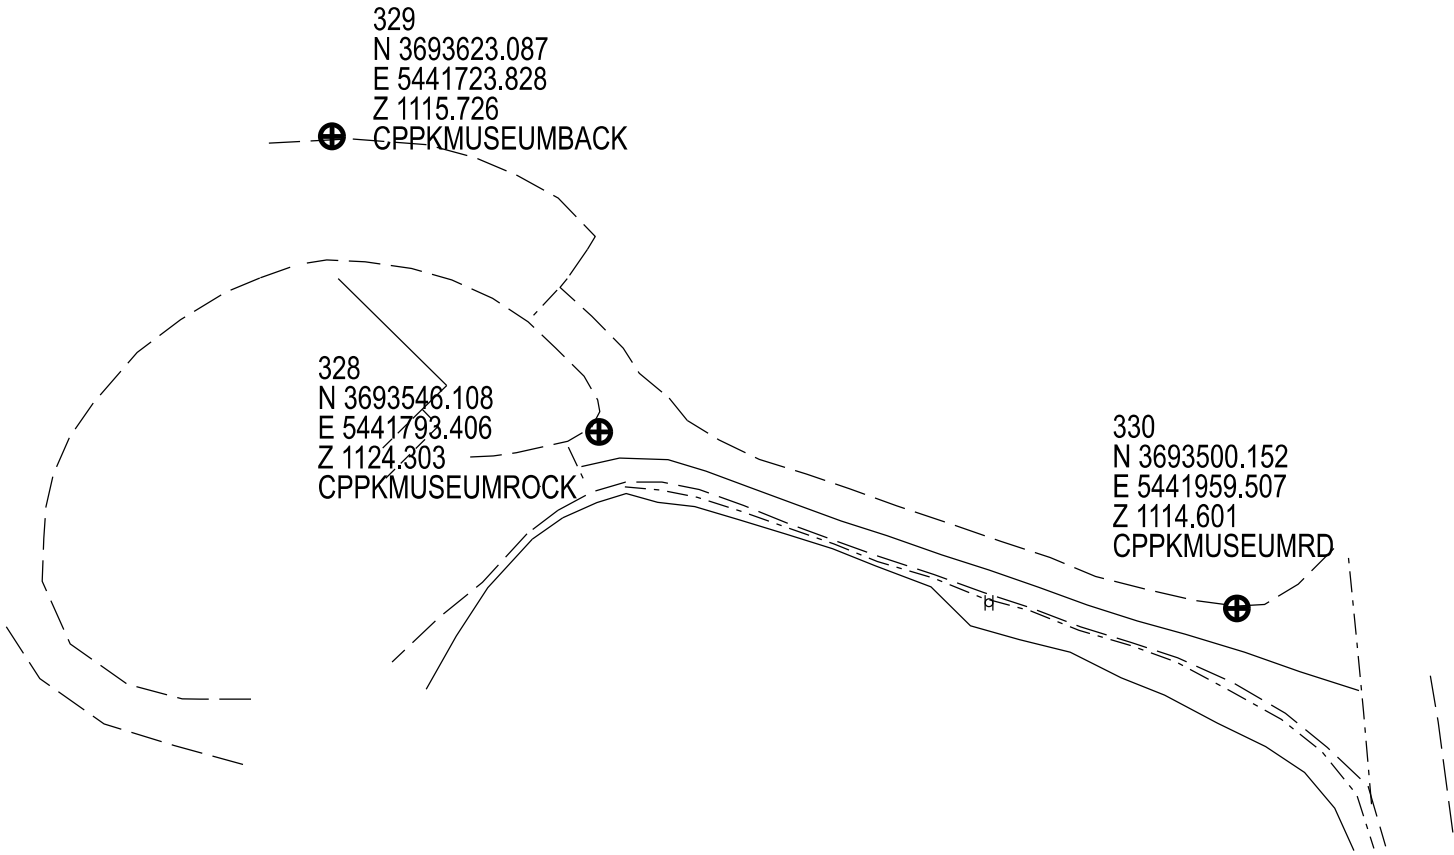 329
N 3693623.087
E 5441723.828
Z 1115.726
CPPKMUSEUMBACK
328
N 3693546.108
E 5441793.406
Z 1124.303
CPPKMUSEUMROCK
330
N 3693500.152
E 5441959.507
Z 1114.601
CPPKMUSEUMRD